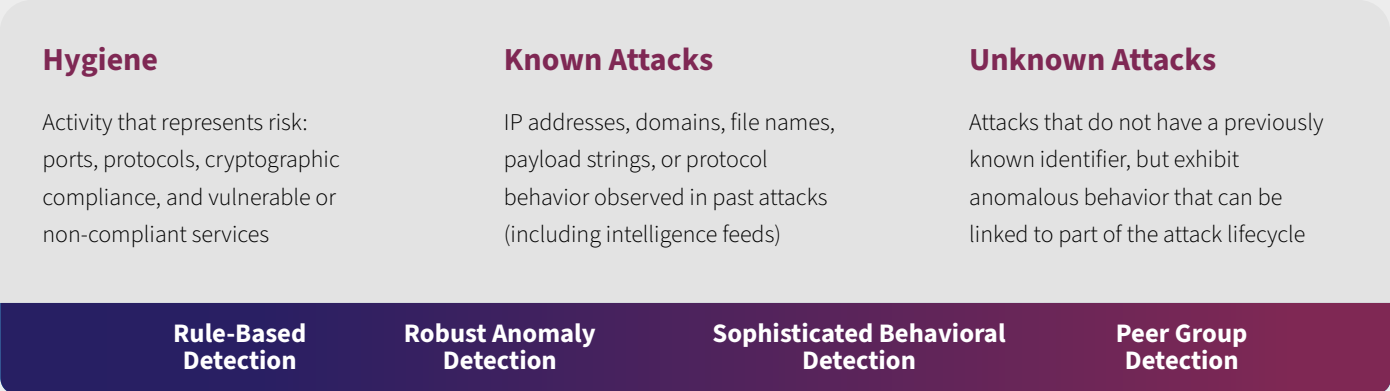 Hygiene
Activity that represents risk:
ports, protocols, cryptographic
compliance, and vulnerable or
non-compliant services
Known Attacks
IP addresses, domains, file names,
payload strings, or protocol
behavior observed in past attacks
(including intelligence feeds)
Unknown Attacks
Attacks that do not have a previously
known identifier, but exhibit
anomalous behavior that can be
linked to part of the attack lifecycle
Rule-Based
Detection
Robust Anomaly
Detection
Sophisticated Behavioral
Detection
Peer Group
Detection